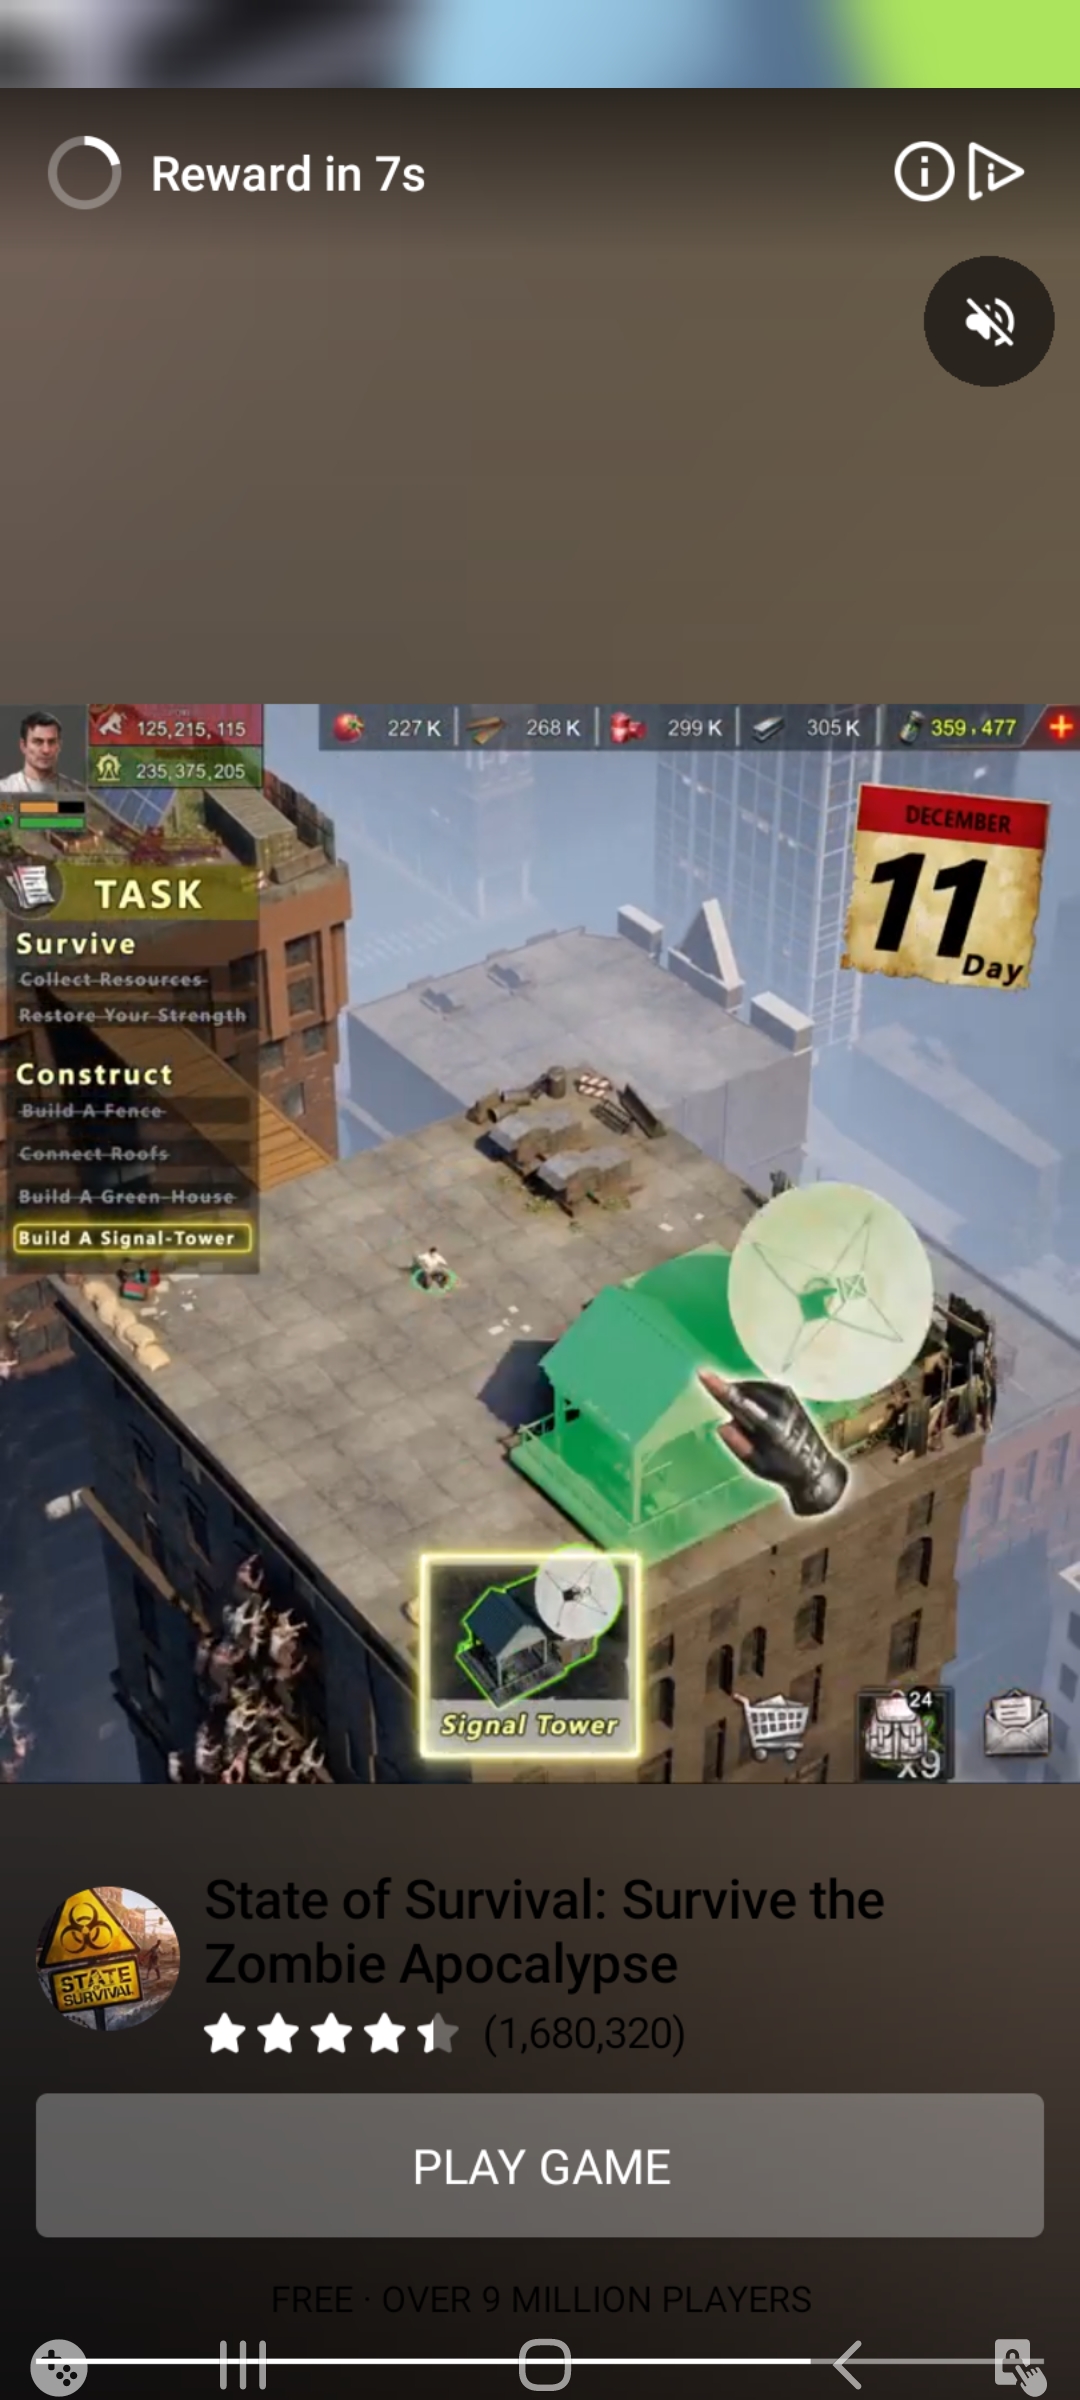 Reward in 7s
125,215,115
235,375,205
227 K
268 K
299 K
305 K
359,477
DECEMBER
11
Day
TASK
Survive
Collect Resources
Restore Your Strength
Construct
Build A Fence
Connect Roofs
Build A Green-House
Build A Signal-Tower
Signal Tower
24
x9
STATE
SURVIVAL
State of Survival: Survive the
Zombie Apocalypse
(1,680,320)
PLAY GAME
FREE · OVER 9 MILLION PLAYERS